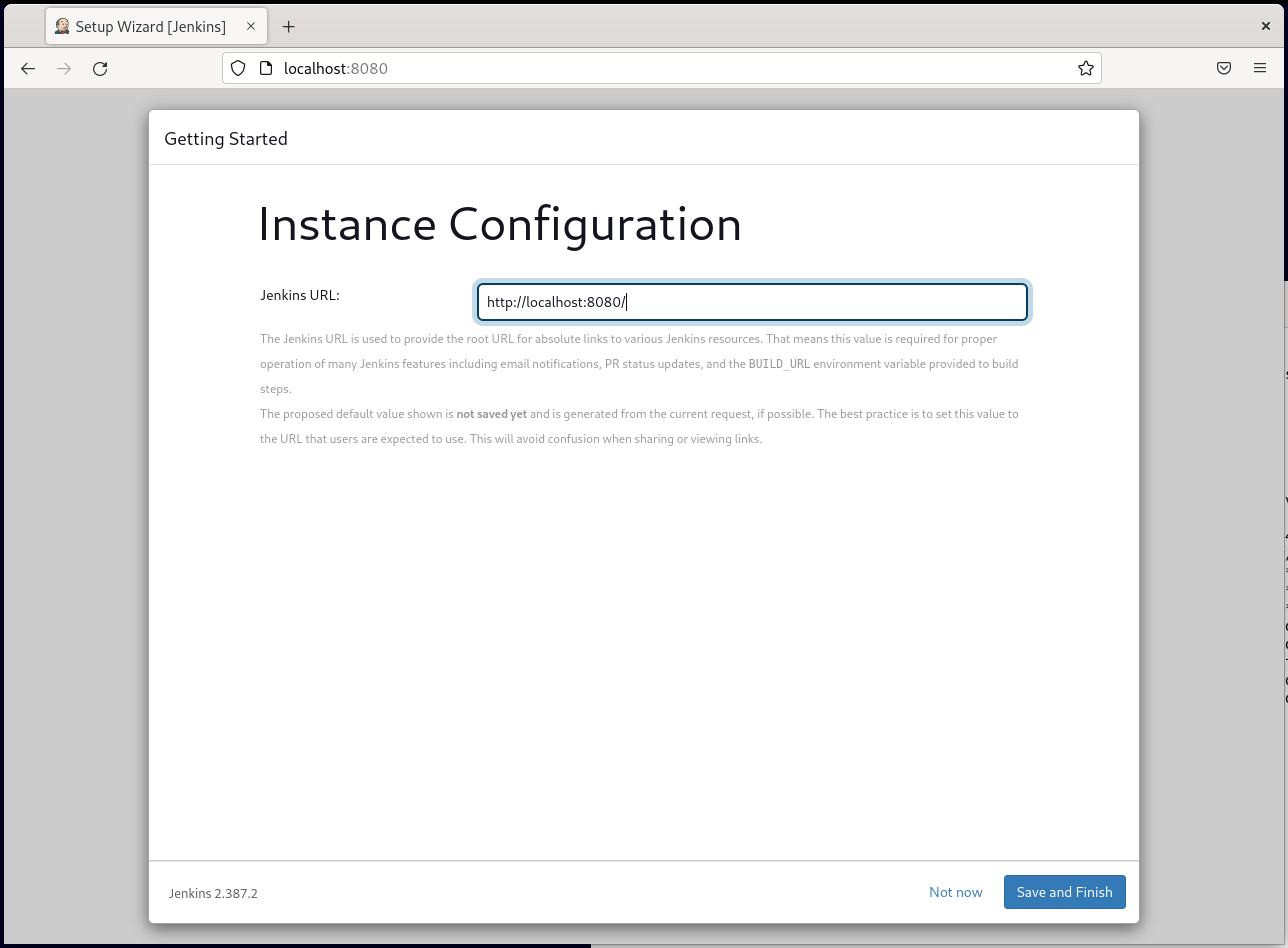 Setup Wizard [Jenkins]
localhost:8080
Getting Started
Instance Configuration
Jenkins URL:
http://localhost:8080/
The Jenkins URL is used to provide the root URL for absolute links to various Jenkins resources. That means this value is required for proper
operation of many Jenkins features including email notifications, PR status updates, and the BUILD_URL environment variable provided to build
steps.
The proposed default value shown is not saved yet and is generated from the current request, if possible. The best practice is to set this value to
the URL that users are expected to use. This will avoid confusion when sharing or viewing links.
Jenkins 2.387.2
Not now
Save and Finish